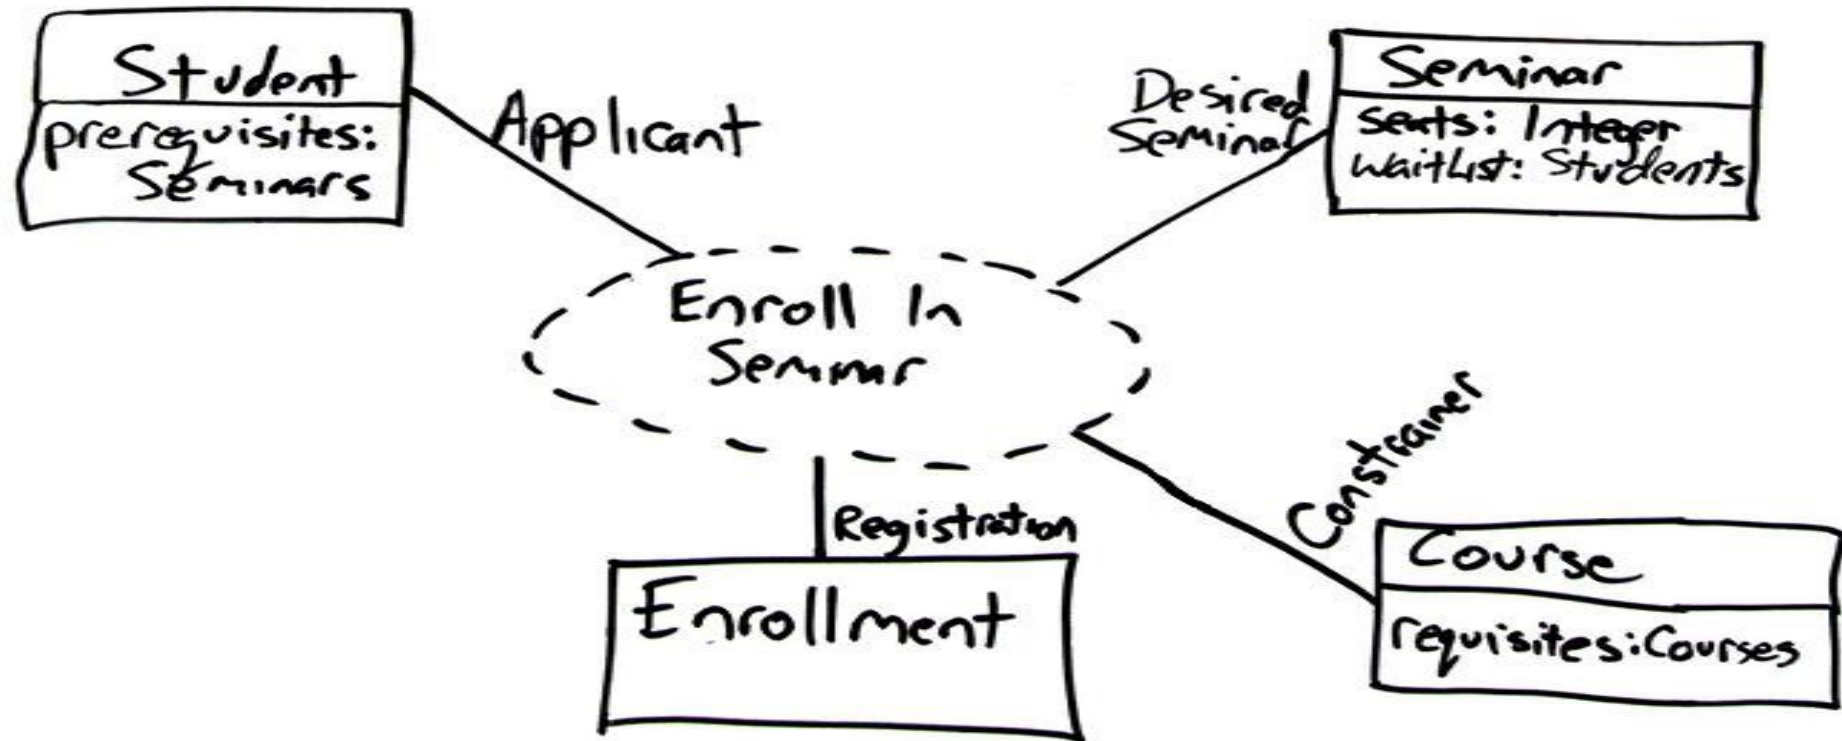 Student
prerequisites:
Seminars
Applicant
Desired
Seminar
Seminar
seats: Integer
waitList: Students
Enroll In
Seminar
Constrainer
Registration
Enrollment
Course
requisites: Courses